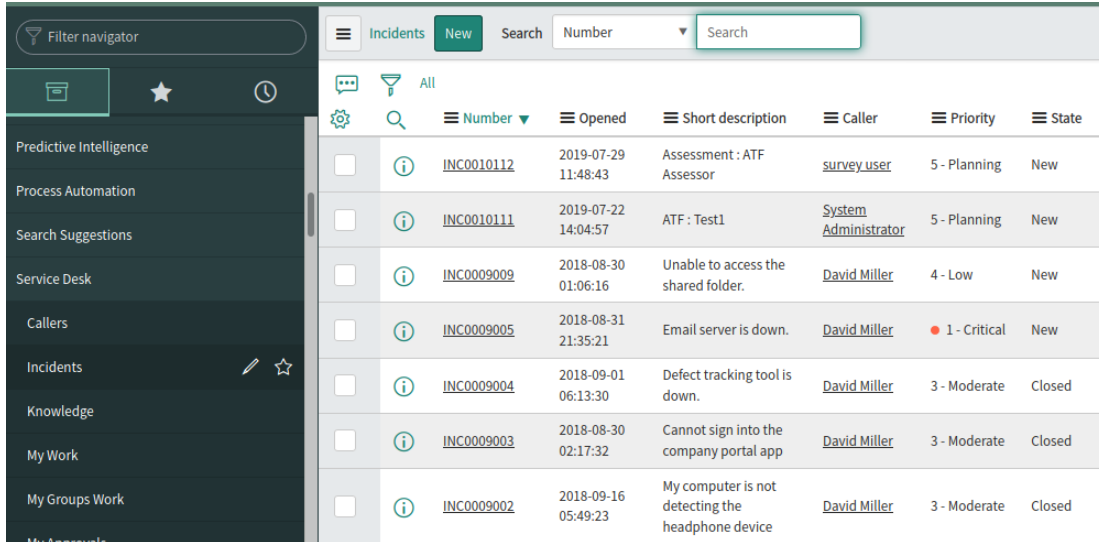 Filter navigator
Predictive Intelligence
Process Automation
Search Suggestions
Service Desk
Callers
Incidents
Knowledge
My Work
My Groups Work
Incidents New Search Number Search
All
Number Opened Short description Caller Priority State
INC0010112 2019-07-29 11:48:43 Assessment : ATF Assessor survey user 5 - Planning New
INC0010111 2019-07-22 14:04:57 ATF : Test1 System Administrator 5 - Planning New
INC0009009 2018-08-30 01:06:16 Unable to access the shared folder. David Miller 4 - Low New
INC0009005 2018-08-31 21:35:21 Email server is down. David Miller 1 - Critical New
INC0009004 2018-09-01 06:13:30 Defect tracking tool is down. David Miller 3 - Moderate Closed
INC0009003 2018-08-30 02:17:32 Cannot sign into the company portal app David Miller 3 - Moderate Closed
INC0009002 2018-09-16 05:49:23 My computer is not detecting the headphone device David Miller 3 - Moderate Closed